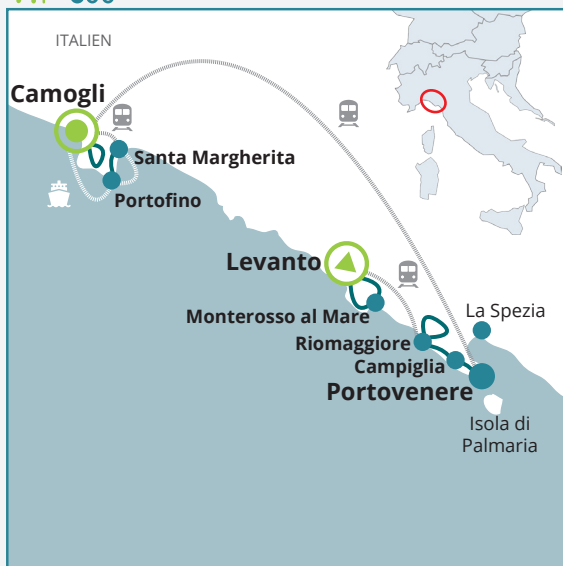 ITALIEN
Camogli
Santa Margherita
Portofino
Levanto
Monterosso al Mare
La Spezia
Riomaggiore
Campiglia
Portovenere
Isola di
Palmaria